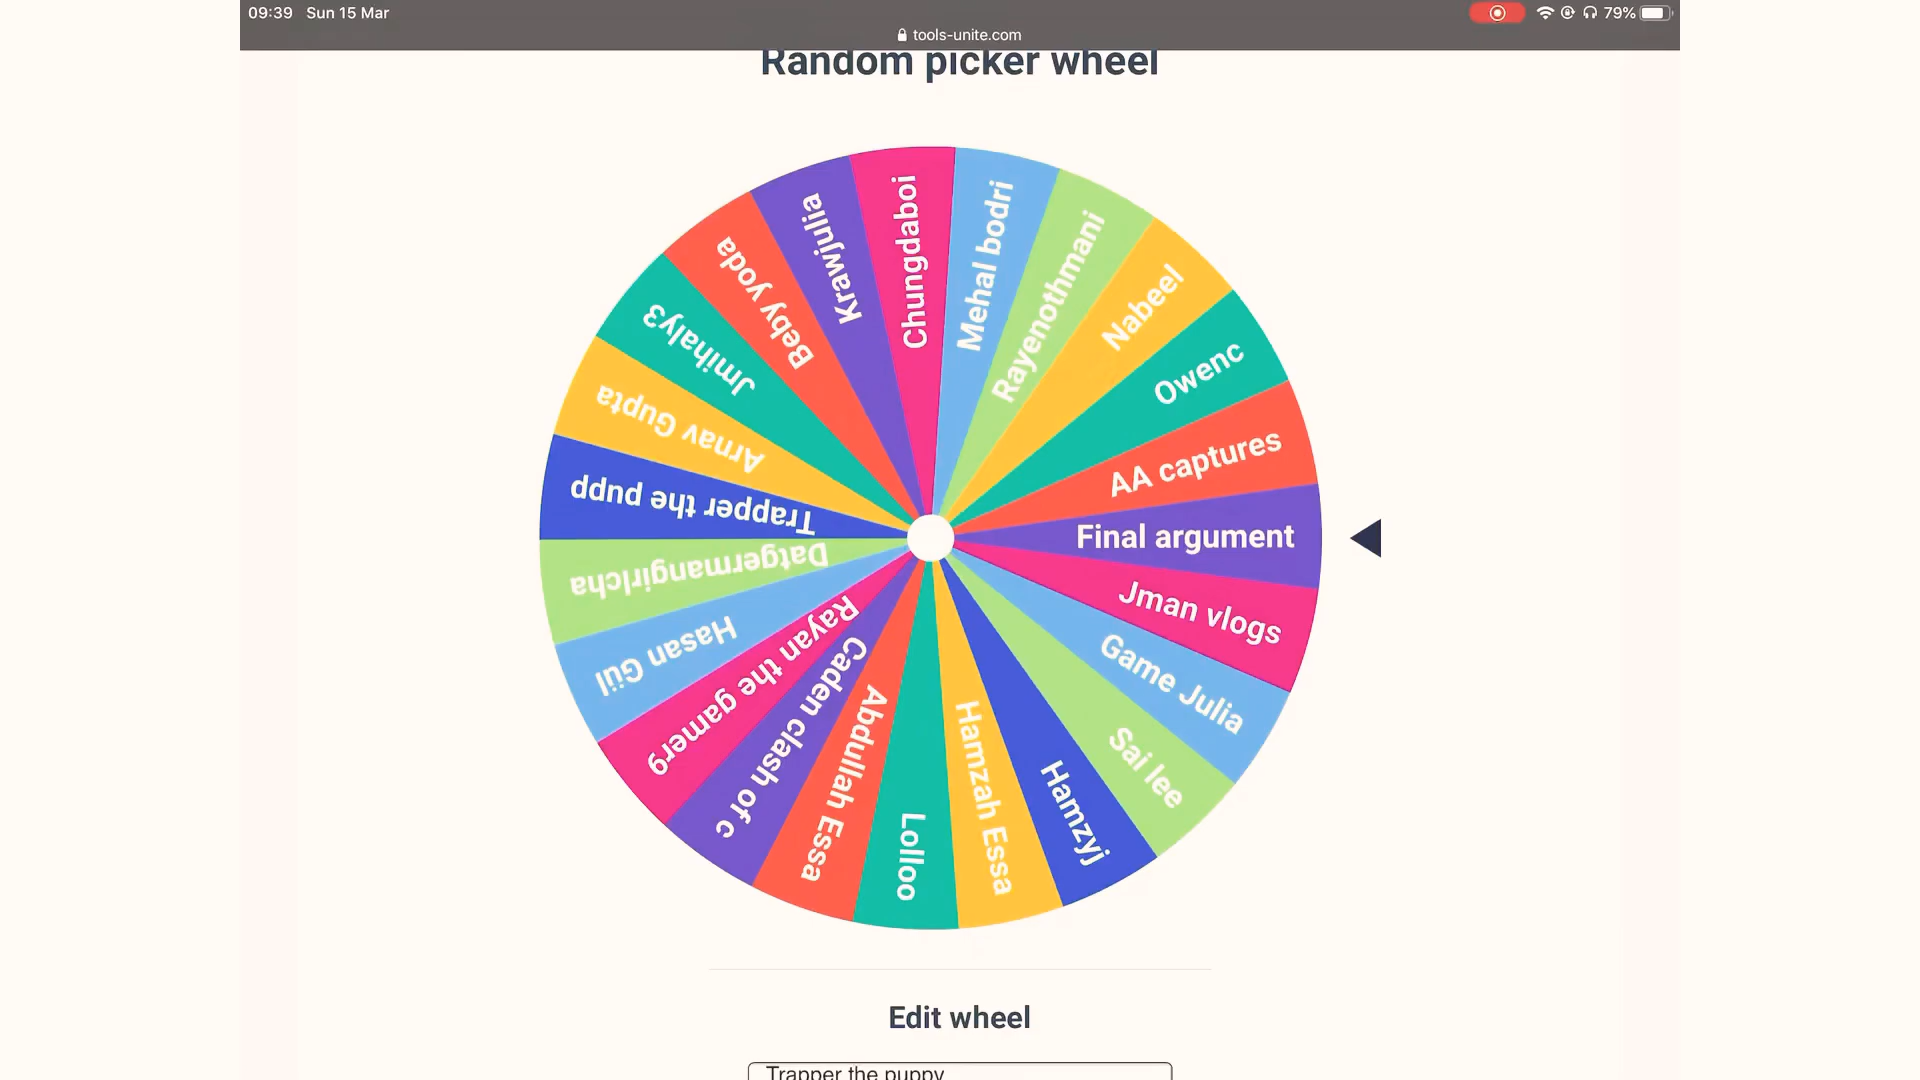 09:39 Sun 15 Mar
79%
tools-unite.com
Random picker wheel
Chungdaboi
Mehal bodri
Rayenothmani
Nabeel
Owenc
AA captures
Final argument
Jman vlogs
Game Julia
Sai lee
Hamzyj
Hamzah Essa
Lolloo
Abdullah Essa
Caden clash of c
Rayan the gamer9
Hasan Gül
Datgermangiricha
Trapper the pupp
Arnav Gupta
Jmihaly3
Beby yoda
Krawjulia
Edit wheel
Trapper the puppy